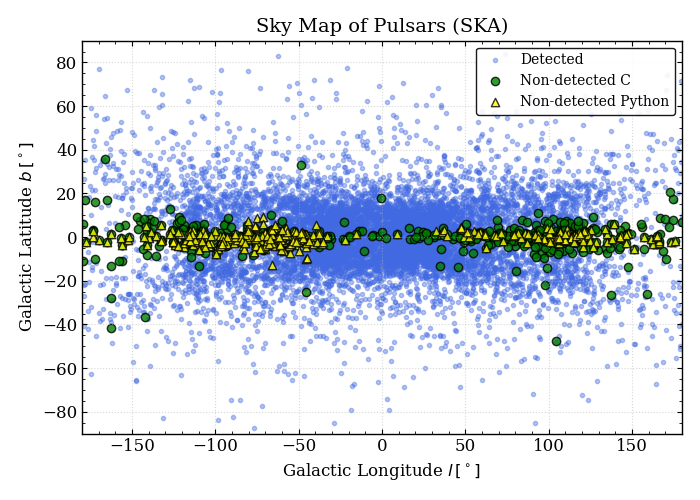 Sky Map of Pulsars (SKA)
Detected
Non-detected C
Non-detected Python
80
60
40
20
0
−20
−40
−60
−80
Galactic Latitude b [°]
−150 −100 −50 0 50 100 150
Galactic Longitude l [°]